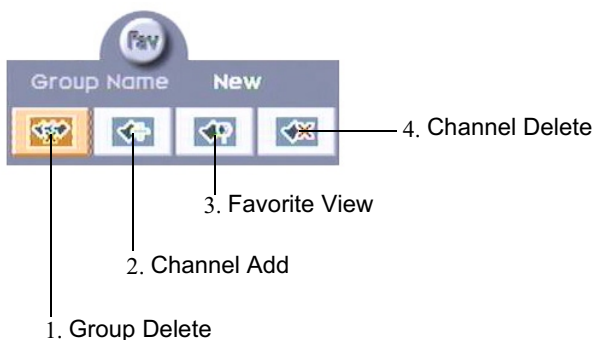 Fav
Group Name New
4. Channel Delete
3. Favorite View
2. Channel Add
1. Group Delete